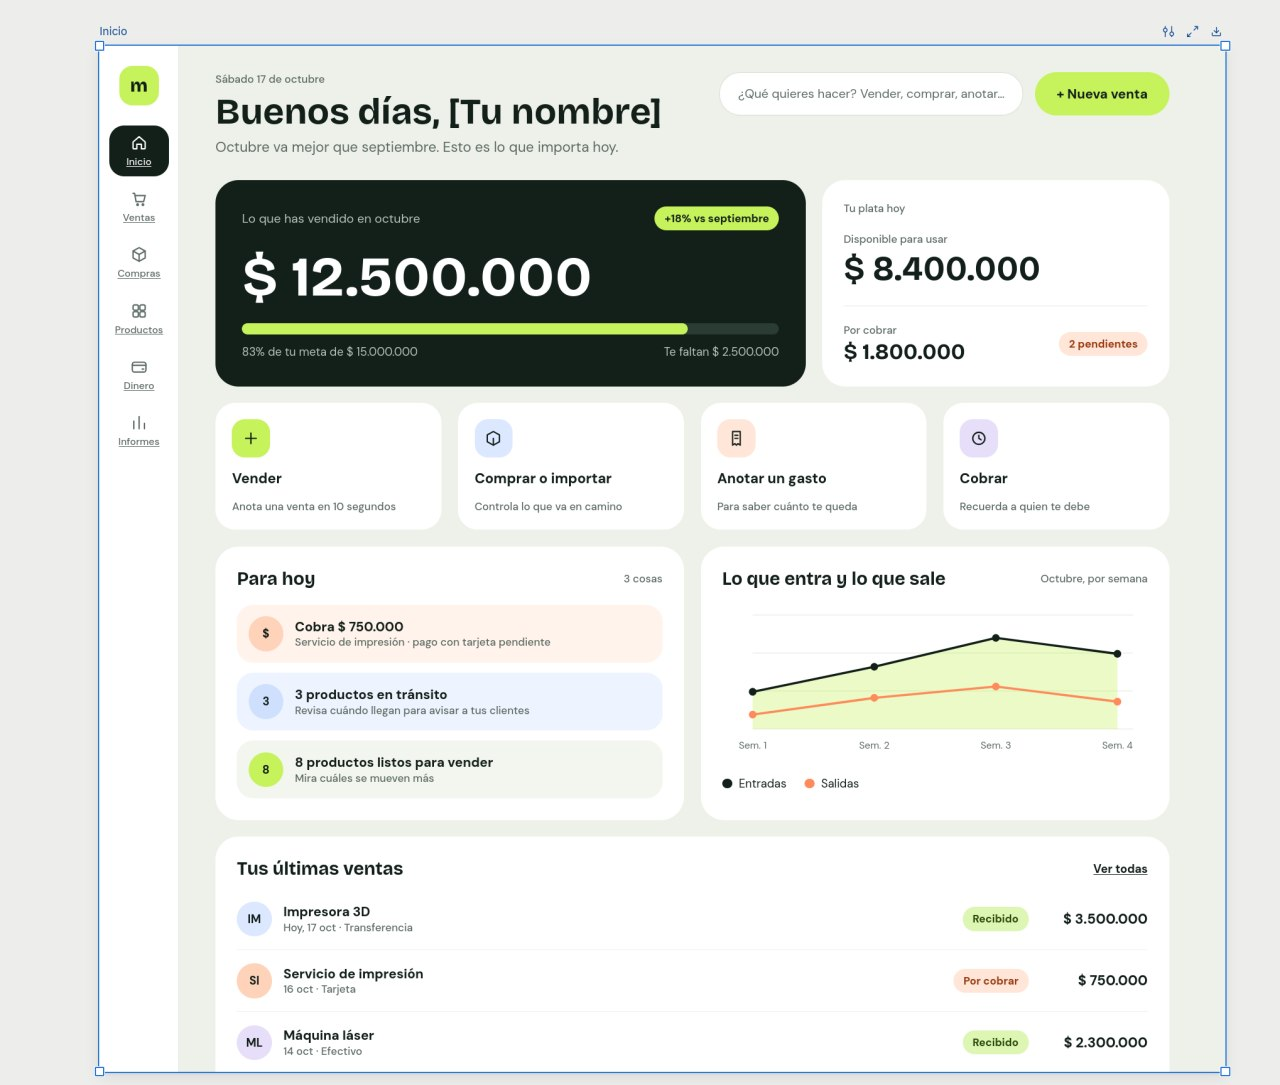 Inicio
m
Inicio
Ventas
Compras
Productos
Dinero
Informes
Sábado 17 de octubre
Buenos días, [Tu nombre]
Octubre va mejor que septiembre. Esto es lo que importa hoy.
¿Qué quieres hacer? Vender, comprar, anotar...
+ Nueva venta
Lo que has vendido en octubre
+18% vs septiembre
$ 12.500.000
83% de tu meta de $ 15.000.000
Te faltan $ 2.500.000
Tu plata hoy
Disponible para usar
$ 8.400.000
Por cobrar
$ 1.800.000
2 pendientes
Vender
Anota una venta en 10 segundos
Comprar o importar
Controla lo que va en camino
Anotar un gasto
Para saber cuánto te queda
Cobrar
Recuerda a quien te debe
Para hoy
3 cosas
$
Cobra $ 750.000
Servicio de impresión · pago con tarjeta pendiente
3
3 productos en tránsito
Revisa cuándo llegan para avisar a tus clientes
8
8 productos listos para vender
Mira cuáles se mueven más
Lo que entra y lo que sale
Octubre, por semana
Sem. 1
Sem. 2
Sem. 3
Sem. 4
Entradas
Salidas
Tus últimas ventas
Ver todas
IM
Impresora 3D
Hoy, 17 oct · Transferencia
Recibido
$ 3.500.000
SI
Servicio de impresión
16 oct · Tarjeta
Por cobrar
$ 750.000
ML
Máquina láser
14 oct · Efectivo
Recibido
$ 2.300.000